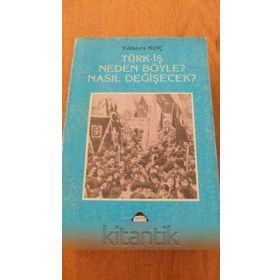 Yıldırım KOÇ
TÜRK-İŞ
NEDEN BÖYLE?
NASIL DEĞİŞECEK?
kitantik